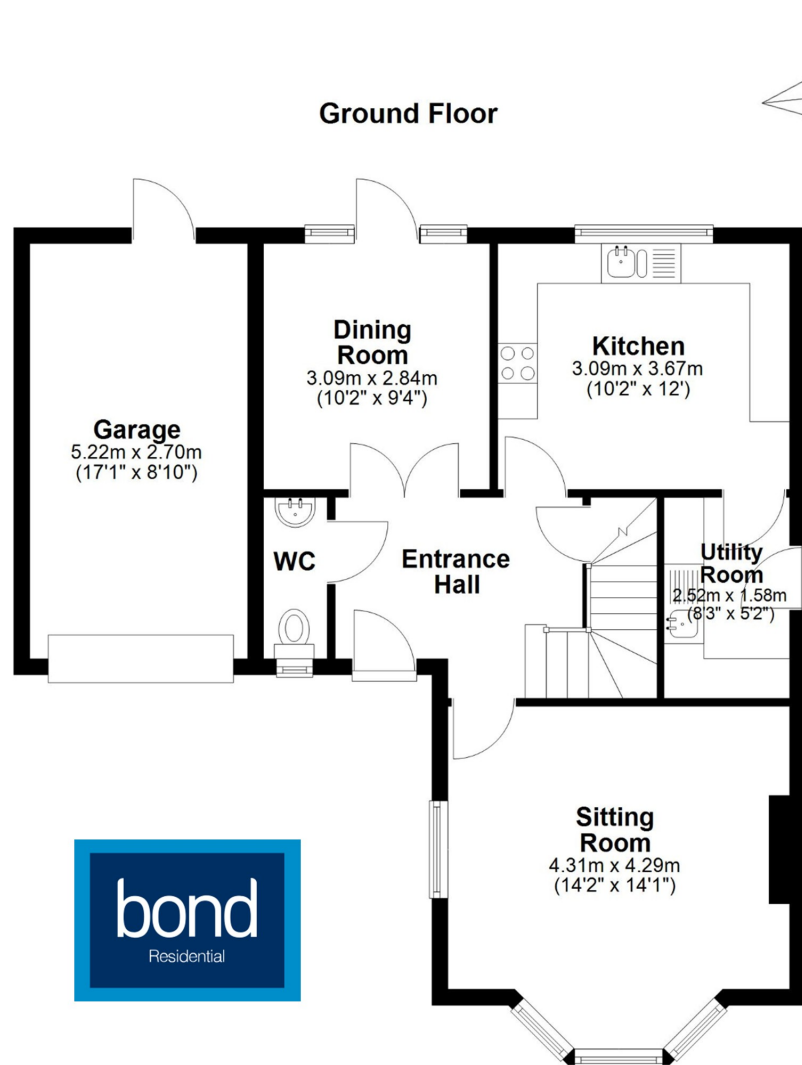 Ground Floor
Dining
Room
3.09m x 2.84m
(10'2" x 9'4")
Kitchen
3.09m x 3.67m
(10'2" x 12')
Garage
5.22m x 2.70m
(17'1" x 8'10")
WC
Entrance
Hall
Utility
Room
2.52m x 1.58m
(8'3" x 5'2")
Sitting
Room
4.31m x 4.29m
(14'2" x 14'1")
bond
Residential